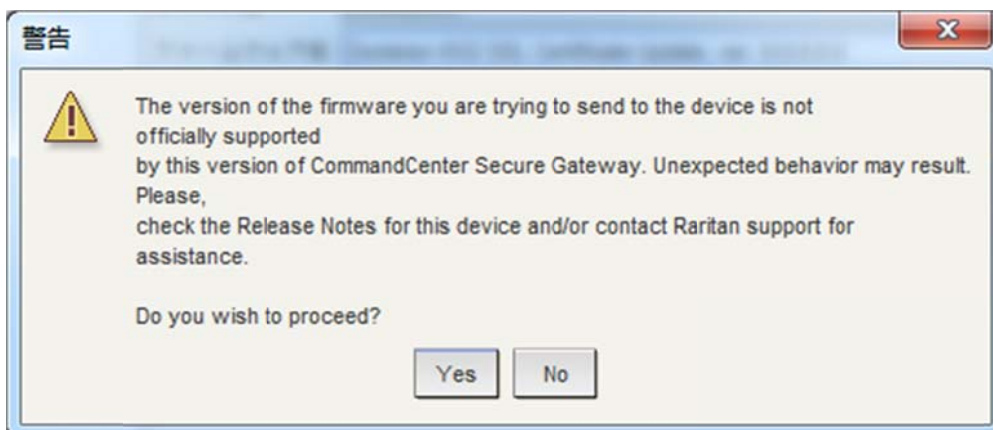 警告
The version of the firmware you are trying to send to the device is not
officially supported
by this version of CommandCenter Secure Gateway. Unexpected behavior may result.
Please,
check the Release Notes for this device and/or contact Raritan support for
assistance.
Do you wish to proceed?
Yes
No